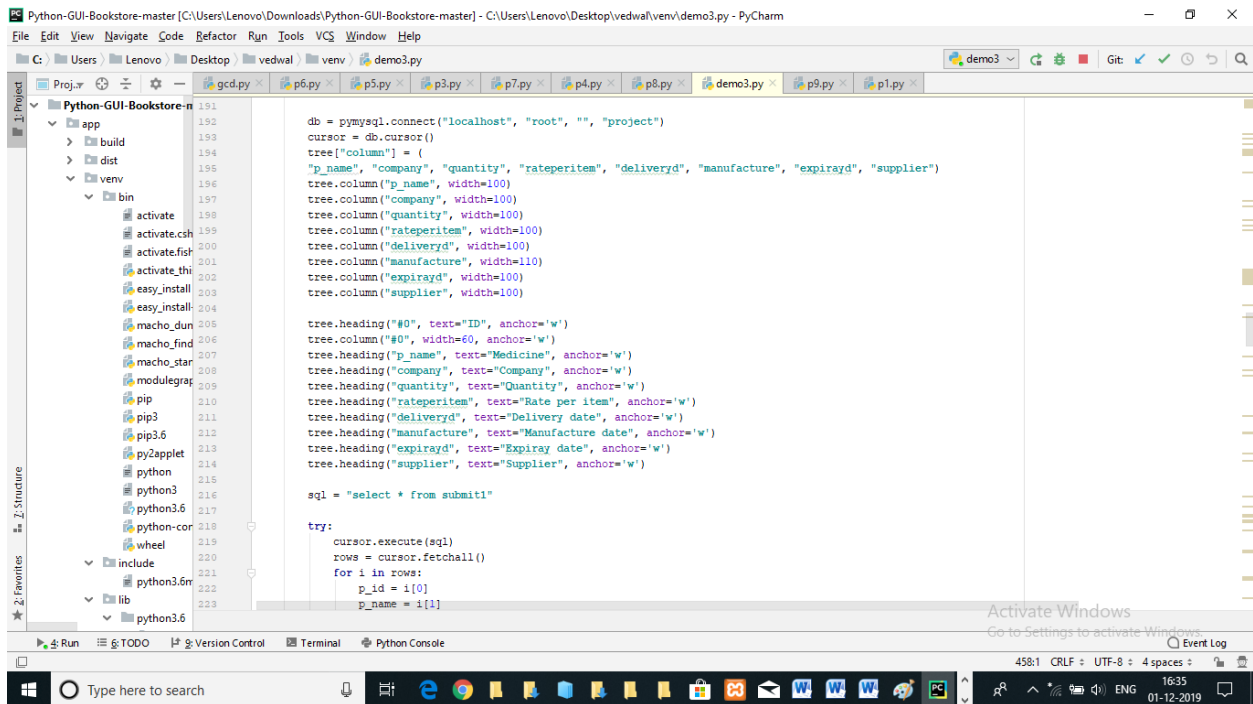 Python-GUI-Bookstore-master [C:\Users\Lenovo\Downloads\Python-GUI-Bookstore-master] - C:\Users\Lenovo\Desktop\vedwal\venv\demo3.py - PyCharm
File Edit View Navigate Code Refactor Run Tools VCS Window Help
C: Users Lenovo Desktop vedwal venv demo3.py demo3 Git:
1: Project
Proj.. gcd.py p6.py p5.py p3.py p7.py p4.py p8.py demo3.py p9.py p1.py
Python-GUI-Bookstore-n
app
build
dist
venv
bin
activate
activate.csh
activate.fish
activate_thi
easy_install
easy_install-
macho_dun
macho_find
macho_star
modulegrap
pip
pip3
pip3.6
py2applet
python
python3
python3.6
python-cor
wheel
include
python3.6m
lib
python3.6
191
192 db = pymysql.connect("localhost", "root", "", "project")
193 cursor = db.cursor()
194 tree["column"] = (
195 "p_name", "company", "quantity", "rateperitem", "deliveryd", "manufacture", "expirayd", "supplier")
196 tree.column("p_name", width=100)
197 tree.column("company", width=100)
198 tree.column("quantity", width=100)
199 tree.column("rateperitem", width=100)
200 tree.column("deliveryd", width=100)
201 tree.column("manufacture", width=110)
202 tree.column("expirayd", width=100)
203 tree.column("supplier", width=100)
204
205 tree.heading("#0", text="ID", anchor='w')
206 tree.column("#0", width=60, anchor='w')
207 tree.heading("p_name", text="Medicine", anchor='w')
208 tree.heading("company", text="Company", anchor='w')
209 tree.heading("quantity", text="Quantity", anchor='w')
210 tree.heading("rateperitem", text="Rate per item", anchor='w')
211 tree.heading("deliveryd", text="Delivery date", anchor='w')
212 tree.heading("manufacture", text="Manufacture date", anchor='w')
213 tree.heading("expirayd", text="Expiray date", anchor='w')
214 tree.heading("supplier", text="Supplier", anchor='w')
215
216 sql = "select * from submit1"
217
218 try:
219 cursor.execute(sql)
220 rows = cursor.fetchall()
221 for i in rows:
222 p_id = i[0]
223 p_name = i[1]
Z: Structure
2: Favorites
Activate Windows
Go to Settings to activate Windows.
4: Run 6: TODO 9: Version Control Terminal Python Console Event Log
458:1 CRLF UTF-8 4 spaces
Type here to search
ENG
16:35
01-12-2019